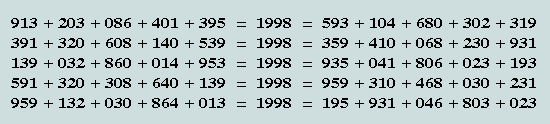 913 + 203 + 086 + 401 + 395 = 1998 = 593 + 104 + 680 + 302 + 319
391 + 320 + 608 + 140 + 539 = 1998 = 359 + 410 + 068 + 230 + 931
139 + 032 + 860 + 014 + 953 = 1998 = 935 + 041 + 806 + 023 + 193
591 + 320 + 308 + 640 + 139 = 1998 = 959 + 310 + 468 + 030 + 231
959 + 132 + 030 + 864 + 013 = 1998 = 195 + 931 + 046 + 803 + 023